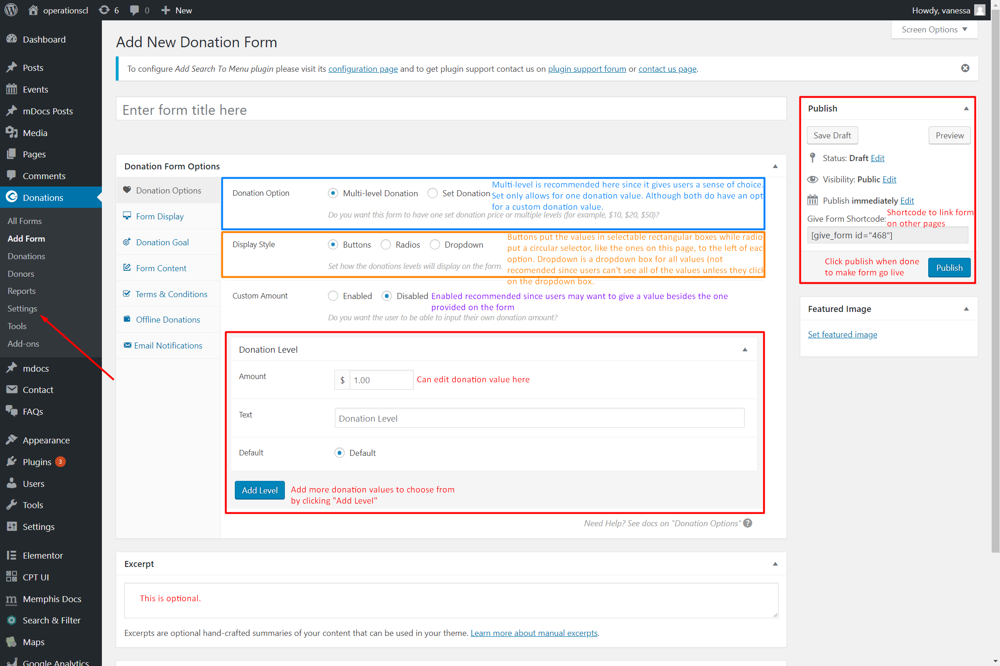 operationscl
6
0
New
Howdy, vanessa
Dashboard
Posts
Events
mDocs Posts
Media
Pages
Comments
Donations
All Forms
Add Form
Donations
Donors
Reports
Settings
Tools
Add-ons
mdocs
Contact
FAQs
Appearance
Plugins 3
Users
Tools
Settings
Elementor
CPT UI
Memphis Docs
Search & Filter
Maps
Google Analytics
Screen Options
Add New Donation Form
To configure Add Search To Menu plugin please visit its configuration page and to get plugin support contact us on plugin support forum or contact us page.
Enter form title here
Donation Form Options
Donation Options
Form Display
Donation Goal
Form Content
Terms & Conditions
Offline Donations
Email Notifications
Donation Option
Multi-level Donation
Set Donation
Multi-level is recommended here since it gives users a sense of choice.
Set only allows for one donation value. Although both do have an opt
for a custom donation value.
Do you want this form to have one set donation price or multiple levels (for example, $10, $20, $50)?
Display Style
Buttons
Radios
Dropdown
Buttons put the values in selectable rectangular boxes while radio
put a circular selector, like the ones on this page, to the left of eac
option. Dropdown is a dropdown box for all values (not
recomended since users can't see all of the values unless they click
on the dropdown box.
Set how the donations levels will display on the form.
Custom Amount
Enabled
Disabled
Enabled recommended since users may want to give a value besides the one
provided on the form
Do you want the user to be able to input their own donation amount?
Donation Level
Amount
$ 1.00
Can edit donation value here
Text
Donation Level
Default
Default
Add Level
Add more donation values to choose from
by clicking "Add Level"
Need Help? See docs on "Donation Options" ?
Excerpt
This is optional.
Excerpts are optional hand-crafted summaries of your content that can be used in your theme. Learn more about manual excerpts.
Publish
Save Draft
Preview
Status: Draft Edit
Visibility: Public Edit
Publish immediately Edit
Give Form Shortcode:
Shortcode to link form
on other pages
[give_form id="468"]
Click publish when done
to make form go live
Publish
Featured Image
Set featured image